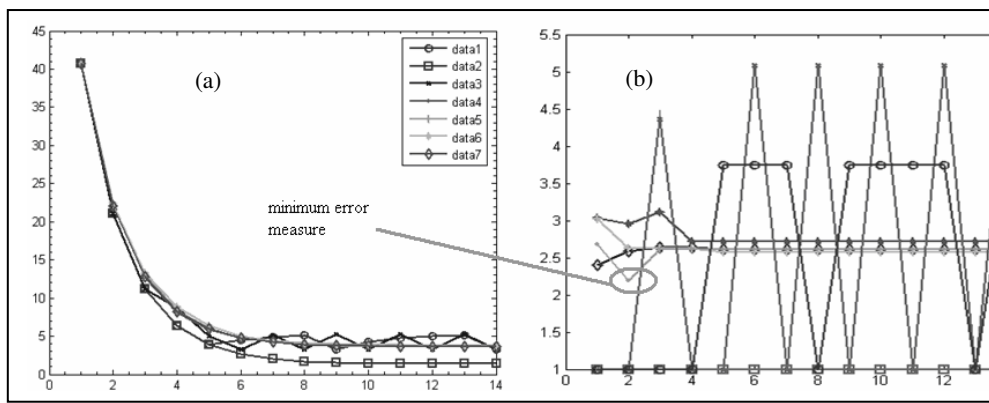 (a)
data1
data2
data3
data4
data5
data6
data7
45
40
35
30
25
20
15
10
5
0
0 2 4 6 8 10 12 14
minimum error
measure
(b)
5.5
5
4.5
4
3.5
3
2.5
2
1.5
1
0 2 4 6 8 10 12